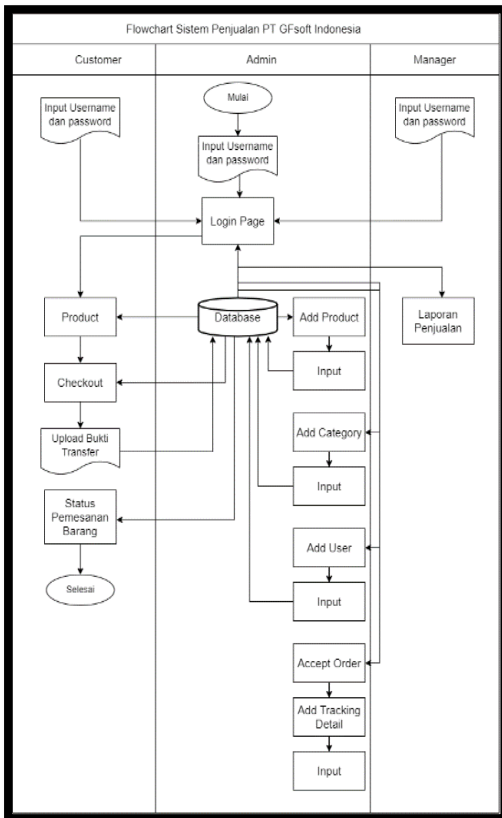 Flowchart Sistem Penjualan PT GFsoft Indonesia
Customer
Admin
Manager
Input Username
dan password
Mulai
Input Username
dan password
Input Username
dan password
Login Page
Product
Database
Add Product
Laporan
Penjualan
Checkout
Input
Upload Bukti
Transfer
Add Category
Input
Status
Pemesanan
Barang
Add User
Selesai
Input
Accept Order
Add Tracking
Detail
Input